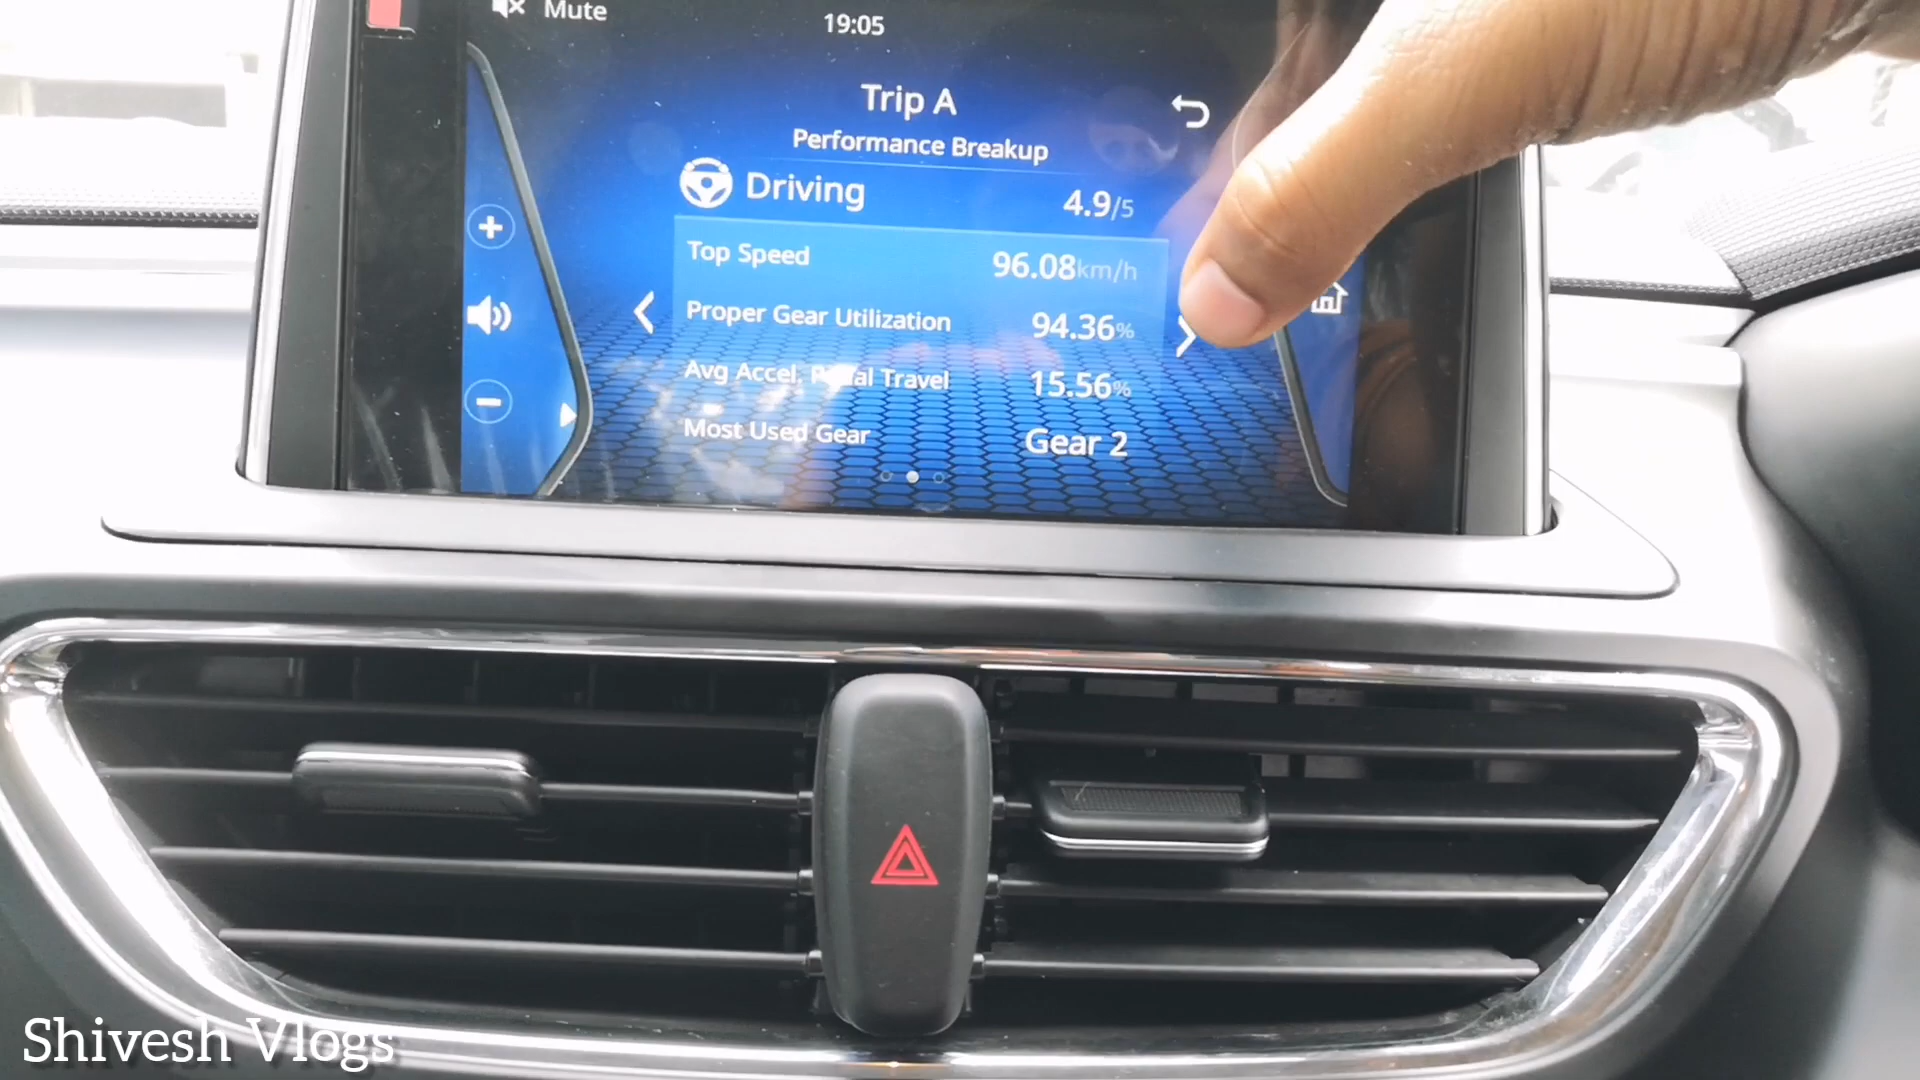 Mute
19:05
Trip A
Performance Breakup
Driving 4.9/5
Top Speed 96.08km/h
Proper Gear Utilization 94.36%
Avg Accel. Pedal Travel 15.56%
Most Used Gear Gear 2
Shivesh Vlogs